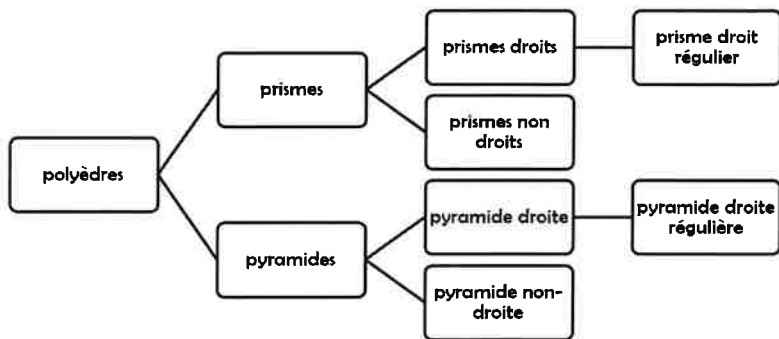 polyèdres
prismes
prismes droits
prisme droit
régulier
prismes non
droits
pyramides
pyramide droite
pyramide droite
régulière
pyramide non-
droite